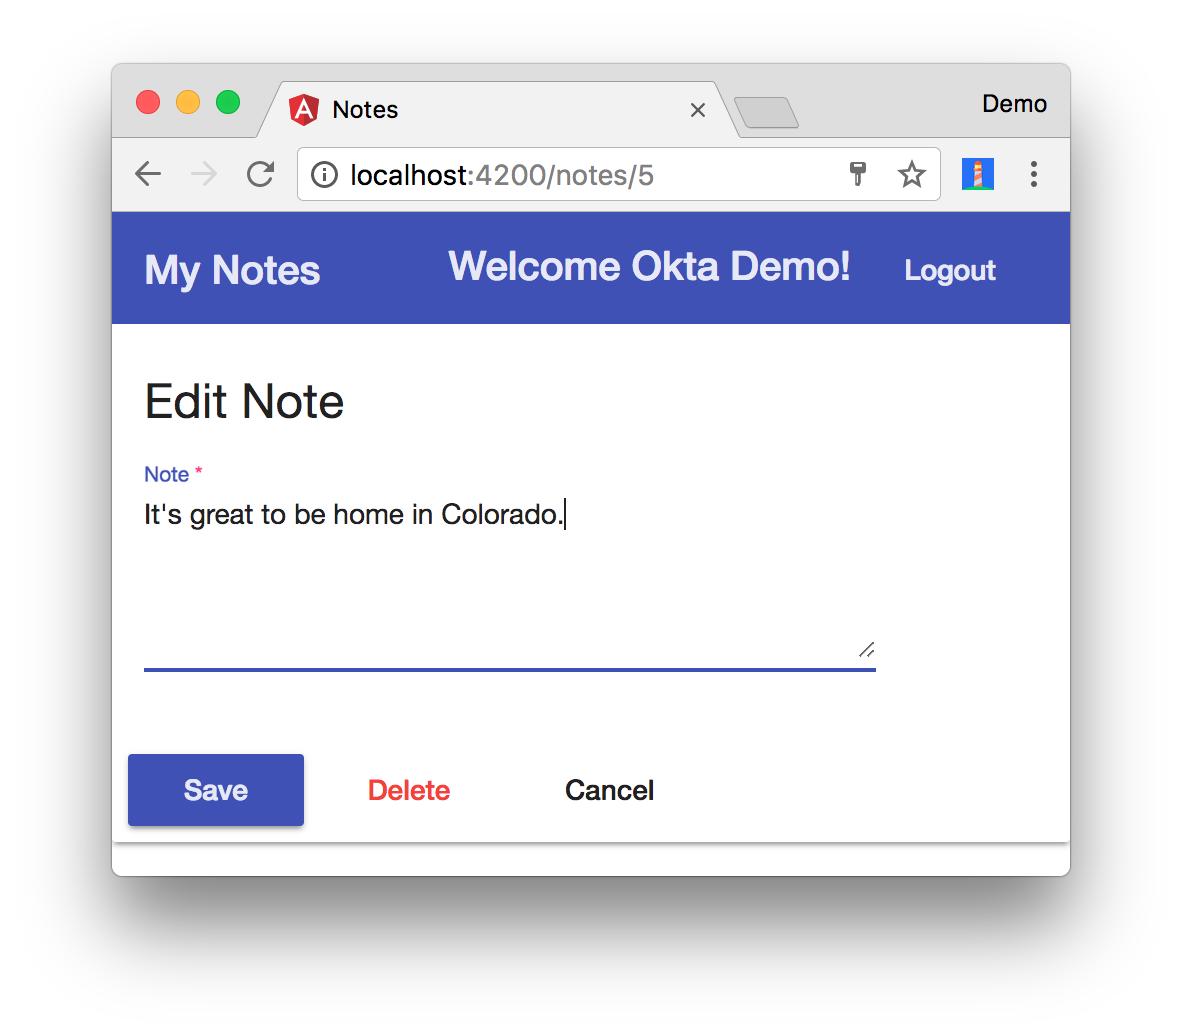 Notes
Demo
localhost:4200/notes/5
My Notes Welcome Okta Demo! Logout
Edit Note
Note *
It's great to be home in Colorado.
Save Delete Cancel